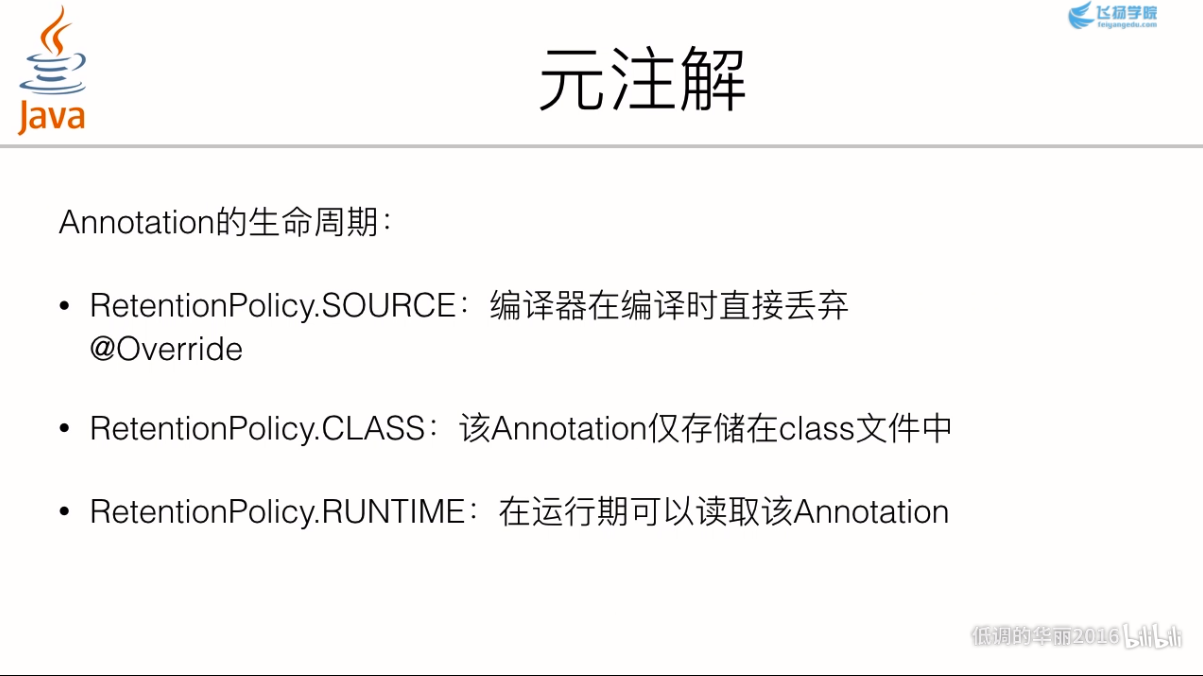 飞扬学院
feiyangedu.com
Java
元注解
Annotation的生命周期：
• RetentionPolicy.SOURCE：编译器在编译时直接丢弃
@Override
• RetentionPolicy.CLASS：该Annotation仅存储在class文件中
• RetentionPolicy.RUNTIME：在运行期可以读取该Annotation
低调的华丽2016 bilibili